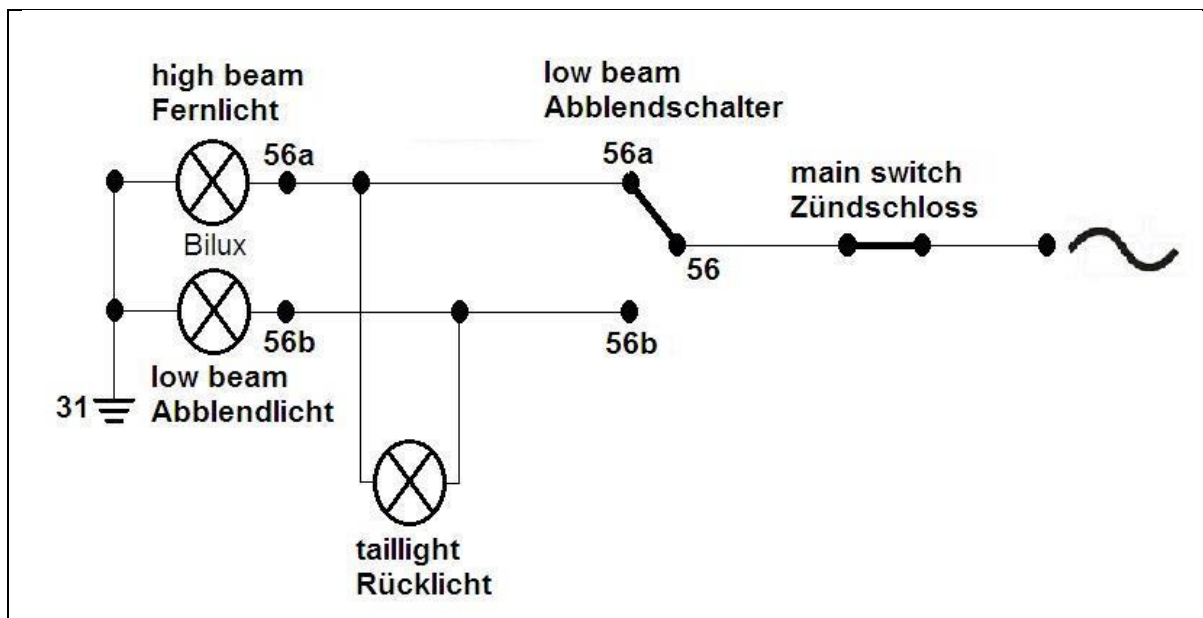 high beam
Fernlicht
56a
Bilux
low beam
Abblendschalter
56a
main switch
Zündschloss
56
56b
56b
low beam
Abblendlicht
31
taillight
Rücklicht